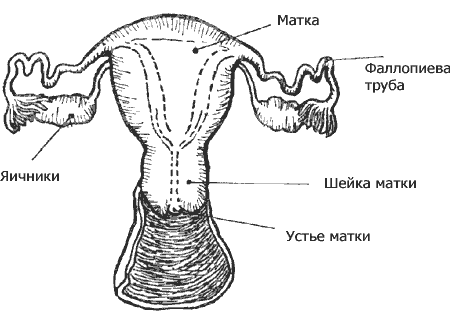 Матка
Фаллопиева
труба
Яичники
Шейка матки
Устье матки